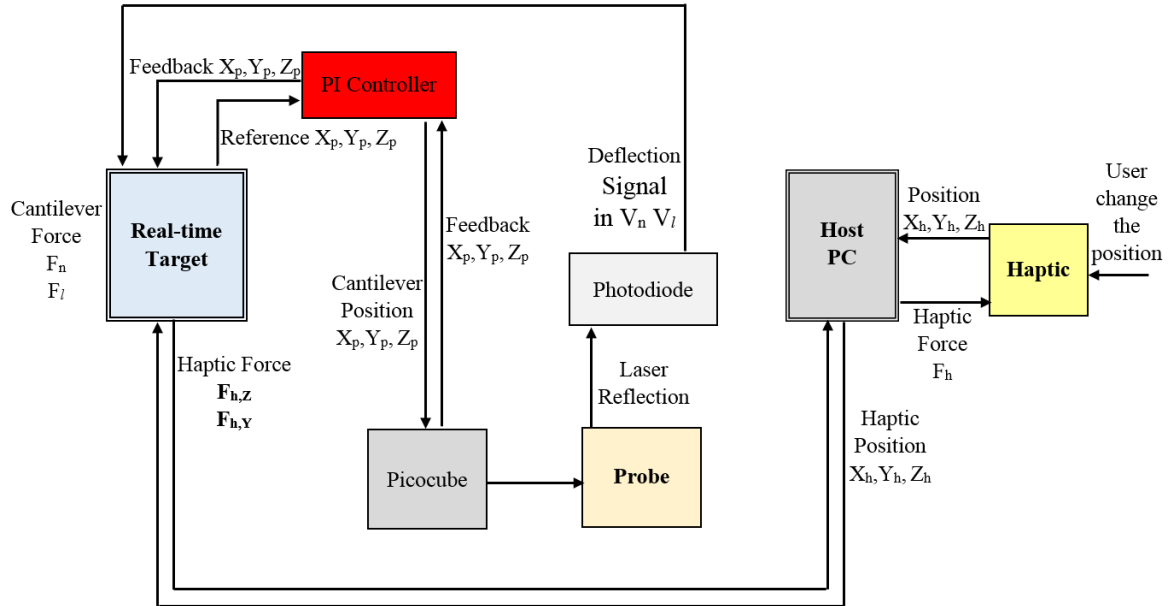 Feedback Xp,Yp, Zp
PI Controller
Reference Xp,Yp, Zp
Cantilever
Force
Fn
Fl
Real-time
Target
Haptic Force
Fh,Z
Fh,Y
Cantilever
Position
Xp,Yp, Zp
Feedback
Xp,Yp, Zp
Picocube
Probe
Laser
Reflection
Photodiode
Deflection
Signal
in Vn Vl
Host
PC
Position
Xh,Yh, Zh
Haptic
User
change
the
position
Haptic
Force
Fh
Haptic
Position
Xh,Yh, Zh